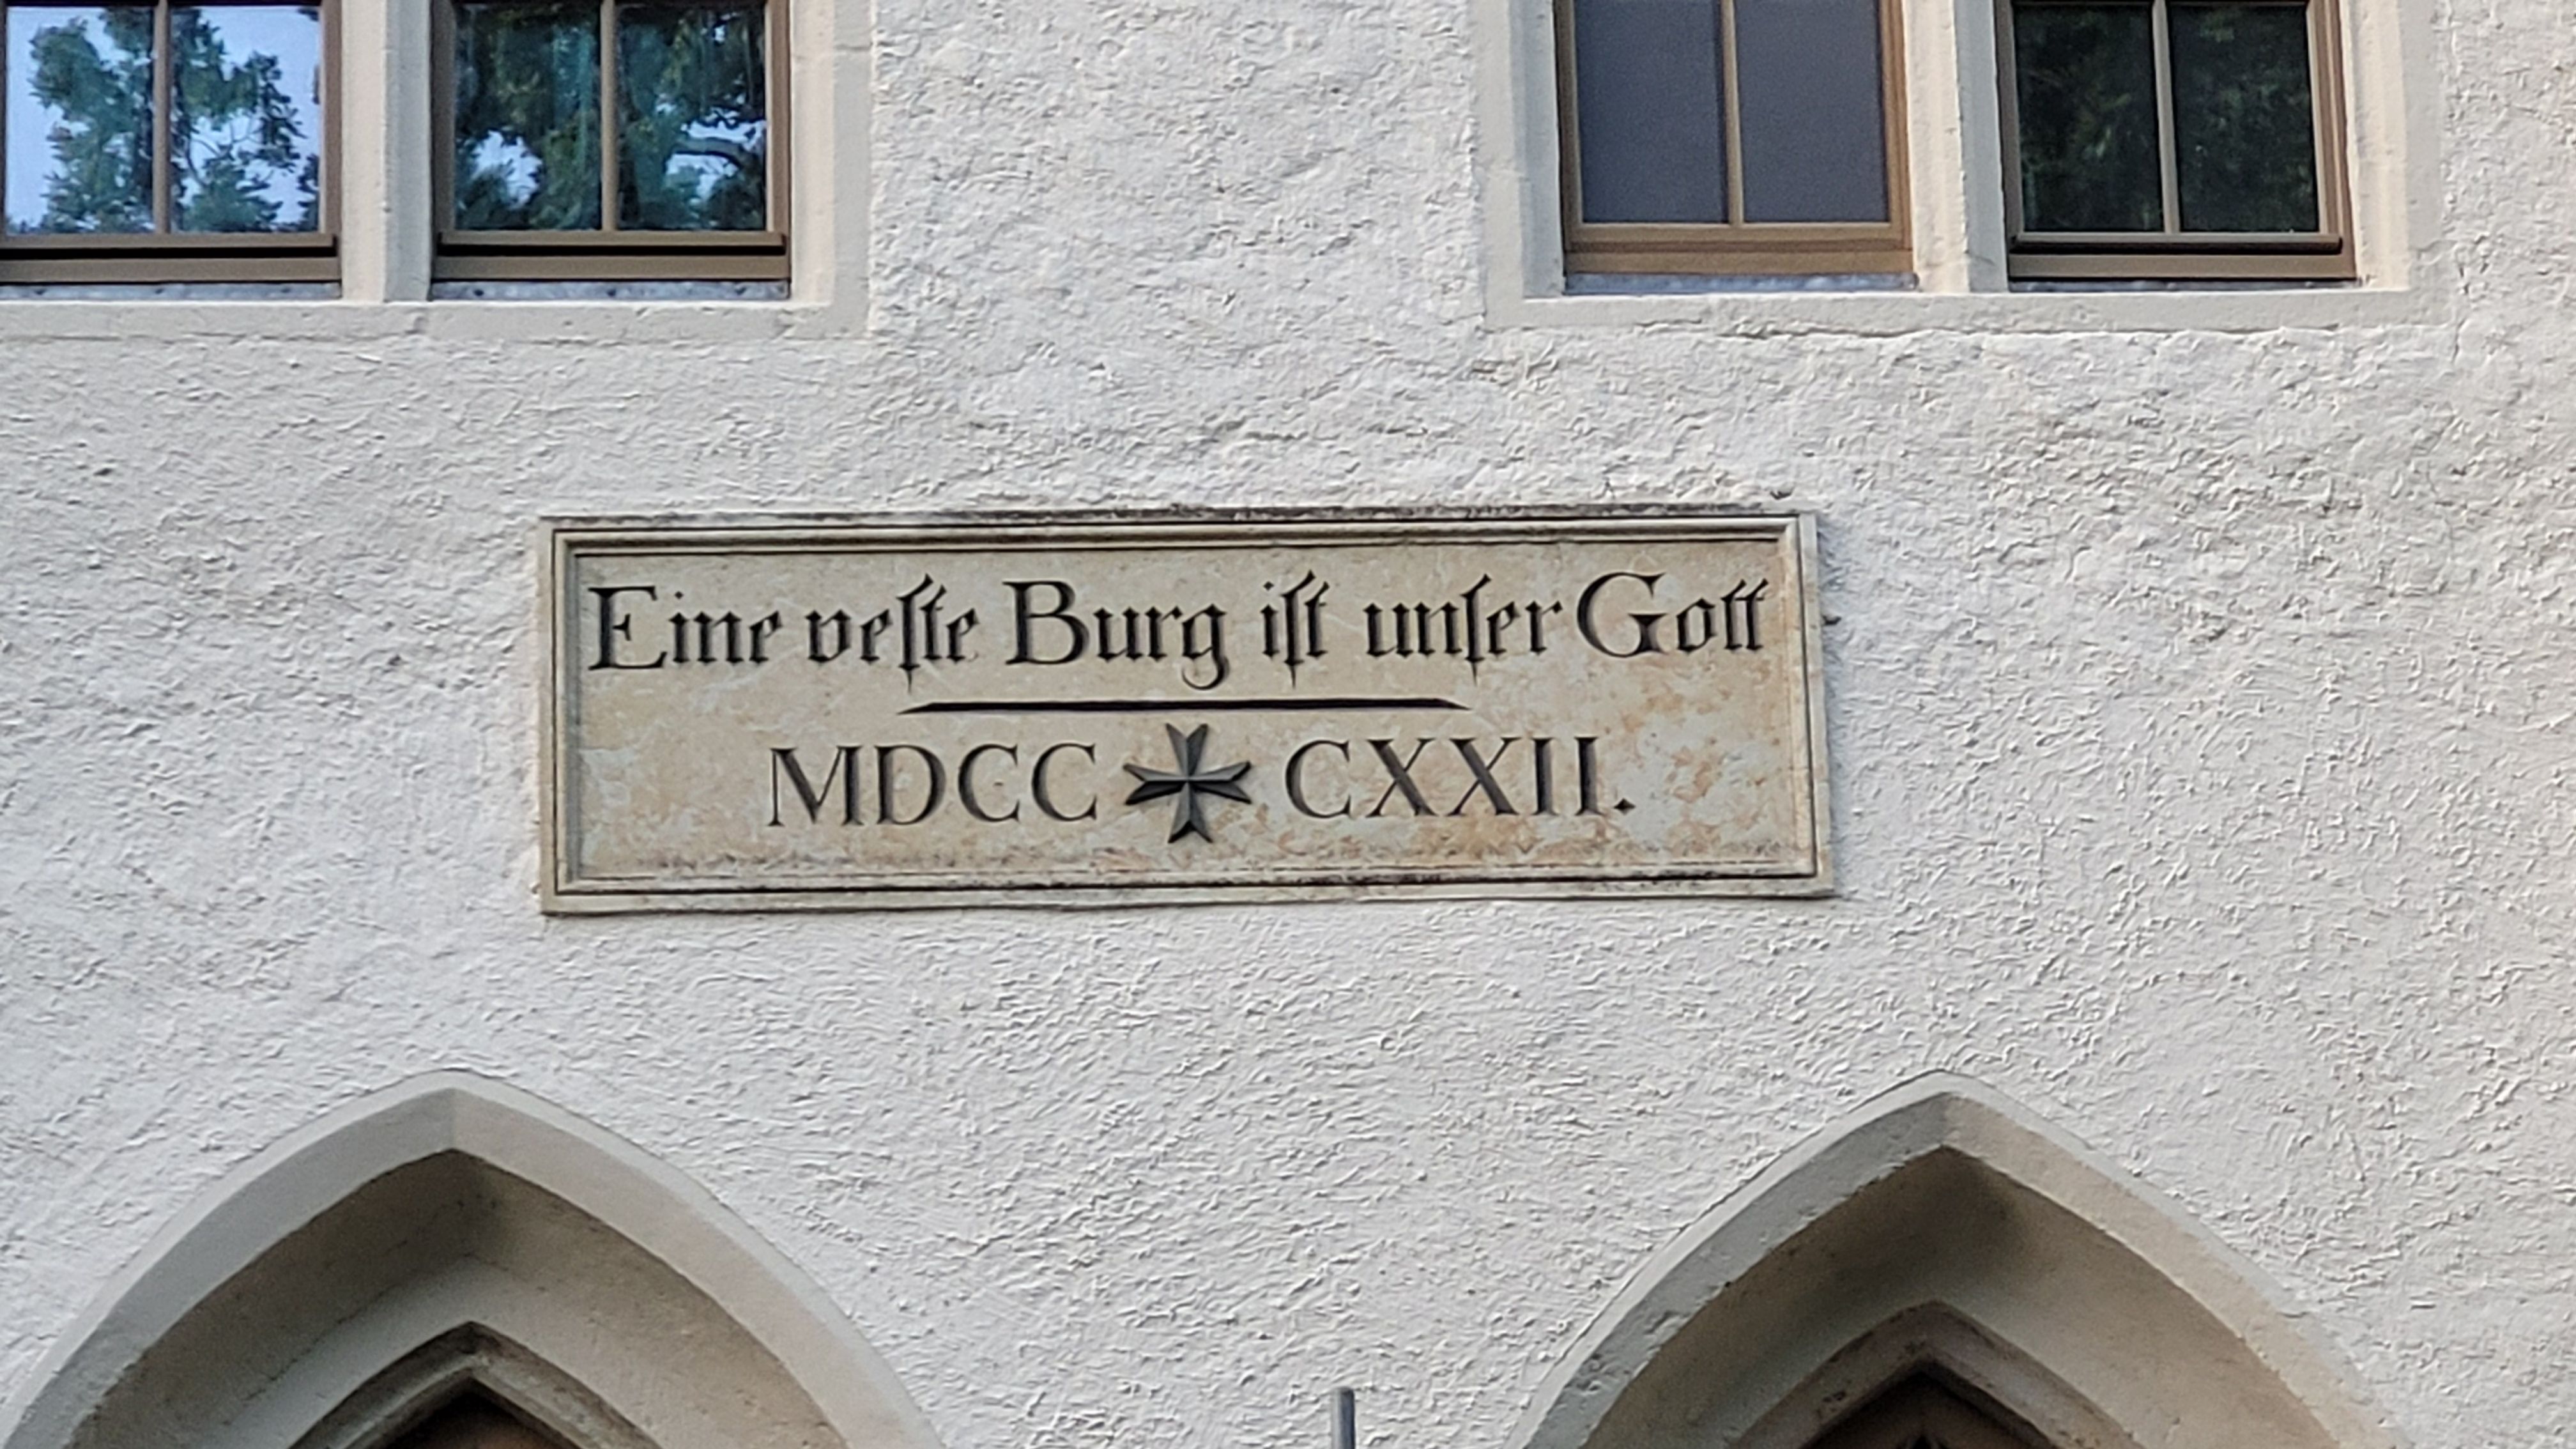 Eine veſte Burg iſt unſer Gott
MDCC ✠ CXXII.